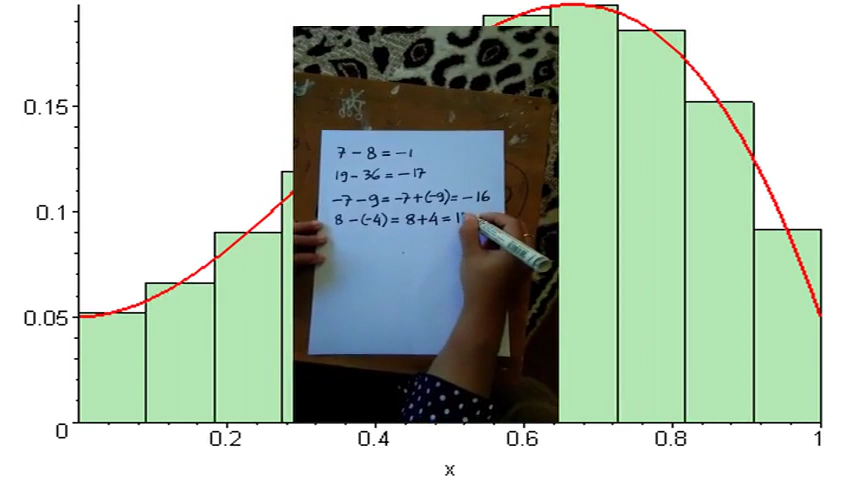 0.15
0.1
0.05
0
0.2 0.4 0.6 0.8 1
x
7 - 8 = -1
19 - 36 = -17
-7 - 9 = -7 + (-9) = -16
8 - (-4) = 8 + 4 =